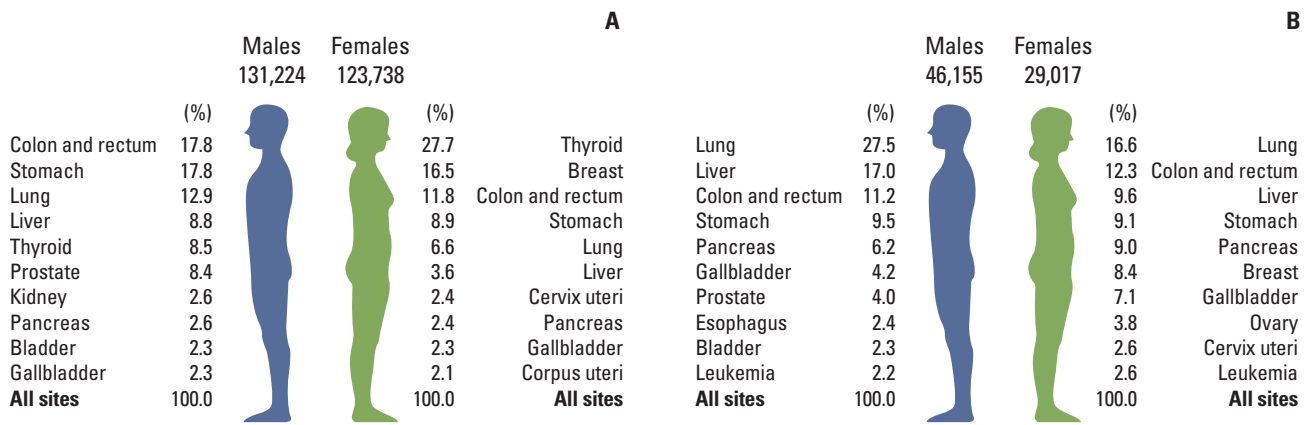 A
Males Females
131,224 123,738
(%) (%)
Colon and rectum 17.8 27.7 Thyroid
Stomach 17.8 16.5 Breast
Lung 12.9 11.8 Colon and rectum
Liver 8.8 8.9 Stomach
Thyroid 8.5 6.6 Lung
Prostate 8.4 3.6 Liver
Kidney 2.6 2.4 Cervix uteri
Pancreas 2.6 2.4 Pancreas
Bladder 2.3 2.3 Gallbladder
Gallbladder 2.3 2.1 Corpus uteri
All sites 100.0 100.0 All sites
B
Males Females
46,155 29,017
(%) (%)
Lung 27.5 16.6 Lung
Liver 17.0 12.3 Colon and rectum
Colon and rectum 11.2 9.6 Liver
Stomach 9.5 9.1 Stomach
Pancreas 6.2 9.0 Pancreas
Gallbladder 4.2 8.4 Breast
Prostate 4.0 7.1 Gallbladder
Esophagus 2.4 3.8 Ovary
Bladder 2.3 2.6 Cervix uteri
Leukemia 2.2 2.6 Leukemia
All sites 100.0 100.0 All sites